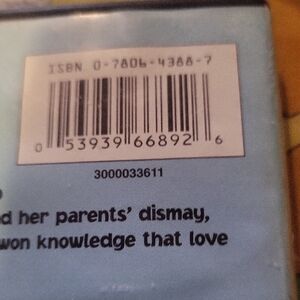 ISBN 0-7806-4388-7
0 53939 66892 6
3000033611
her parents' dismay,
won knowledge that love